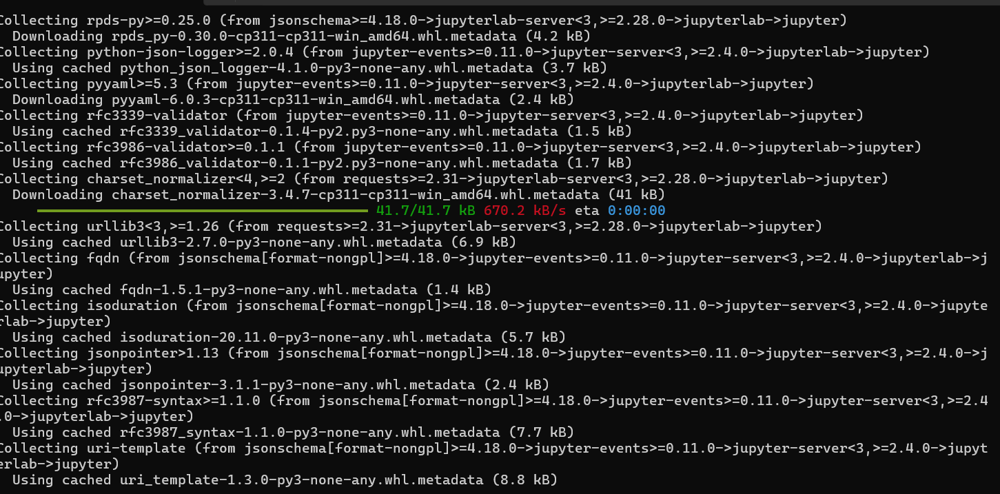 Collecting rpds-py>=0.25.0 (from jsonschema>=4.18.0->jupyterlab-server<3,>=2.28.0->jupyterlab->jupyter)
Downloading rpds_py-0.30.0-cp311-cp311-win_amd64.whl.metadata (4.2 kB)
Collecting python-json-logger>=2.0.4 (from jupyter-events>=0.11.0->jupyter-server<3,>=2.4.0->jupyterlab->jupyter)
Using cached python_json_logger-4.1.0-py3-none-any.whl.metadata (3.7 kB)
Collecting pyyaml>=5.3 (from jupyter-events>=0.11.0->jupyter-server<3,>=2.4.0->jupyterlab->jupyter)
Downloading pyyaml-6.0.3-cp311-cp311-win_amd64.whl.metadata (2.4 kB)
Collecting rfc3339-validator (from jupyter-events>=0.11.0->jupyter-server<3,>=2.4.0->jupyterlab->jupyter)
Using cached rfc3339_validator-0.1.4-py2.py3-none-any.whl.metadata (1.5 kB)
Collecting rfc3986-validator>=0.1.1 (from jupyter-events>=0.11.0->jupyter-server<3,>=2.4.0->jupyterlab->jupyter)
Using cached rfc3986_validator-0.1.1-py2.py3-none-any.whl.metadata (1.7 kB)
Collecting charset_normalizer<4,>=2 (from requests>=2.31->jupyterlab-server<3,>=2.28.0->jupyterlab->jupyter)
Downloading charset_normalizer-3.4.7-cp311-cp311-win_amd64.whl.metadata (41 kB)
41.7/41.7 kB 670.2 kB/s eta 0:00:00
Collecting urllib3<3,>=1.26 (from requests>=2.31->jupyterlab-server<3,>=2.28.0->jupyterlab->jupyter)
Using cached urllib3-2.7.0-py3-none-any.whl.metadata (6.9 kB)
Collecting fqdn (from jsonschema[format-nongpl]>=4.18.0->jupyter-events>=0.11.0->jupyter-server<3,>=2.4.0->jupyterlab->j
upyter)
Using cached fqdn-1.5.1-py3-none-any.whl.metadata (1.4 kB)
Collecting isoduration (from jsonschema[format-nongpl]>=4.18.0->jupyter-events>=0.11.0->jupyter-server<3,>=2.4.0->jupyte
rlab->jupyter)
Using cached isoduration-20.11.0-py3-none-any.whl.metadata (5.7 kB)
Collecting jsonpointer>1.13 (from jsonschema[format-nongpl]>=4.18.0->jupyter-events>=0.11.0->jupyter-server<3,>=2.4.0->j
upyterlab->jupyter)
Using cached jsonpointer-3.1.1-py3-none-any.whl.metadata (2.4 kB)
Collecting rfc3987-syntax>=1.1.0 (from jsonschema[format-nongpl]>=4.18.0->jupyter-events>=0.11.0->jupyter-server<3,>=2.4
.0->jupyterlab->jupyter)
Using cached rfc3987_syntax-1.1.0-py3-none-any.whl.metadata (7.7 kB)
Collecting uri-template (from jsonschema[format-nongpl]>=4.18.0->jupyter-events>=0.11.0->jupyter-server<3,>=2.4.0->jupyt
erlab->jupyter)
Using cached uri_template-1.3.0-py3-none-any.whl.metadata (8.8 kB)